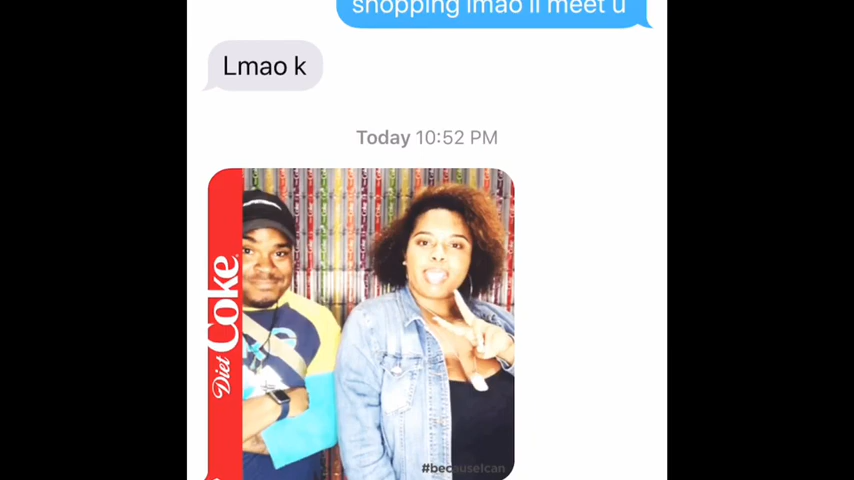 shopping lmao ll meet u
Lmao k
Today 10:52 PM
Diet Coke
#becauseIcan